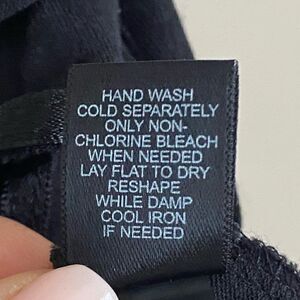 HAND WASH
COLD SEPARATELY
ONLY NON-
CHLORINE BLEACH
WHEN NEEDED
LAY FLAT TO DRY
RESHAPE
WHILE DAMP
COOL IRON
IF NEEDED